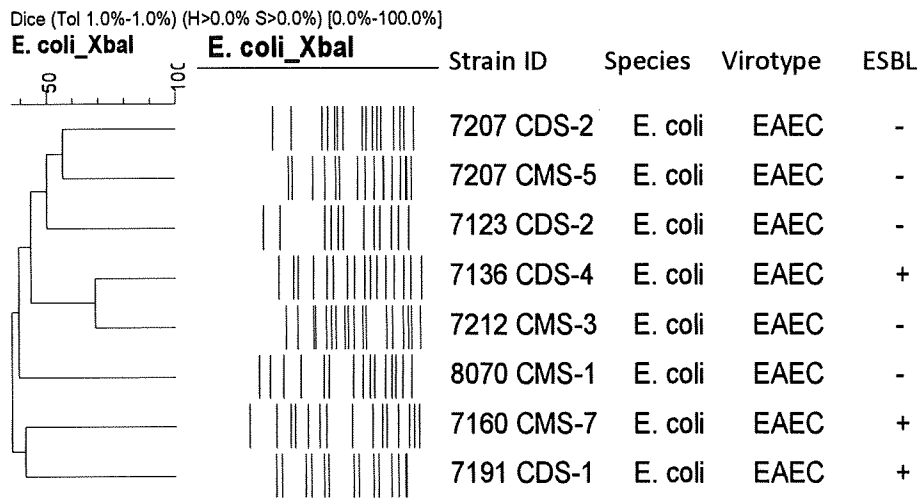 Dice (Tol 1.0%-1.0%) (H>0.0% S>0.0%) [0.0%-100.0%]
E. coli_XbaI E. coli_XbaI
50 100 Strain ID Species Virotype ESBL
7207 CDS-2 E. coli EAEC -
7207 CMS-5 E. coli EAEC -
7123 CDS-2 E. coli EAEC -
7136 CDS-4 E. coli EAEC +
7212 CMS-3 E. coli EAEC -
8070 CMS-1 E. coli EAEC -
7160 CMS-7 E. coli EAEC +
7191 CDS-1 E. coli EAEC +